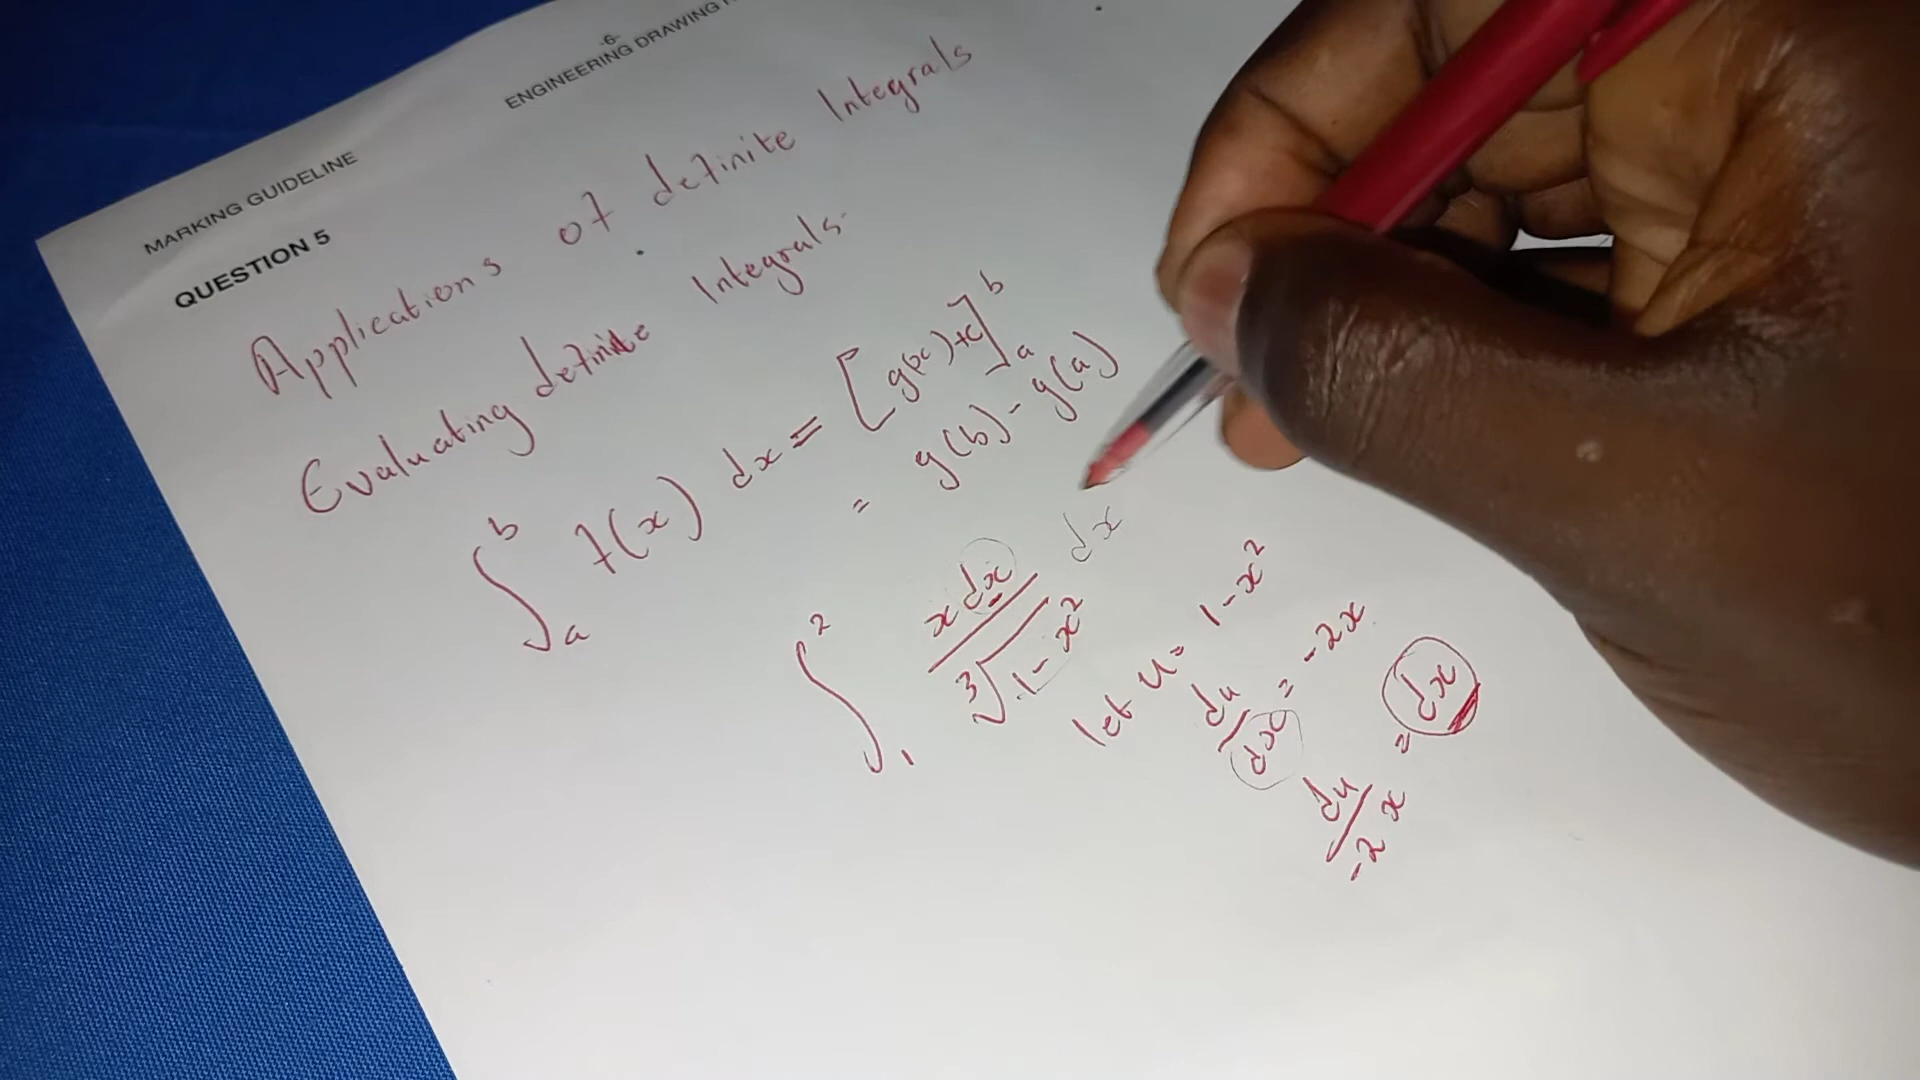 -6-
ENGINEERING DRAWING
MARKING GUIDELINE
QUESTION 5
Applications of definite Integrals
Evaluating definite Integrals.
∫ₐᵇ f(x) dx = [g(x)+c]ₐᵇ
= g(b) - g(a)
∫₁² x dx / ∛(1-x²) dx
let u = 1-x²
du/dx = -2x
du/-2x = dx